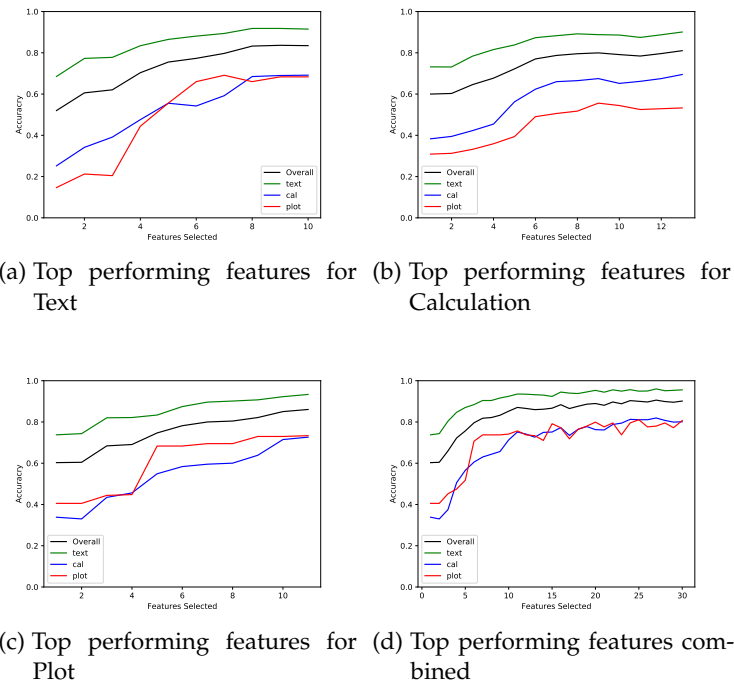 1.0
0.8
0.6
0.4
0.2
0.0
Accuracry
Overall
text
cal
plot
2 4 6 8 10
Features Selected
(a) Top performing features for
Text
1.0
0.8
0.6
0.4
0.2
0.0
Accuracry
Overall
text
cal
plot
2 4 6 8 10 12
Features Selected
(b) Top performing features for
Calculation
1.0
0.8
0.6
0.4
0.2
0.0
Accuracry
Overall
text
cal
plot
2 4 6 8 10
Features Selected
(c) Top performing features for
Plot
1.0
0.8
0.6
0.4
0.2
0.0
Accuracry
Overall
text
cal
plot
0 5 10 15 20 25 30
Features Selected
(d) Top performing features com-
bined